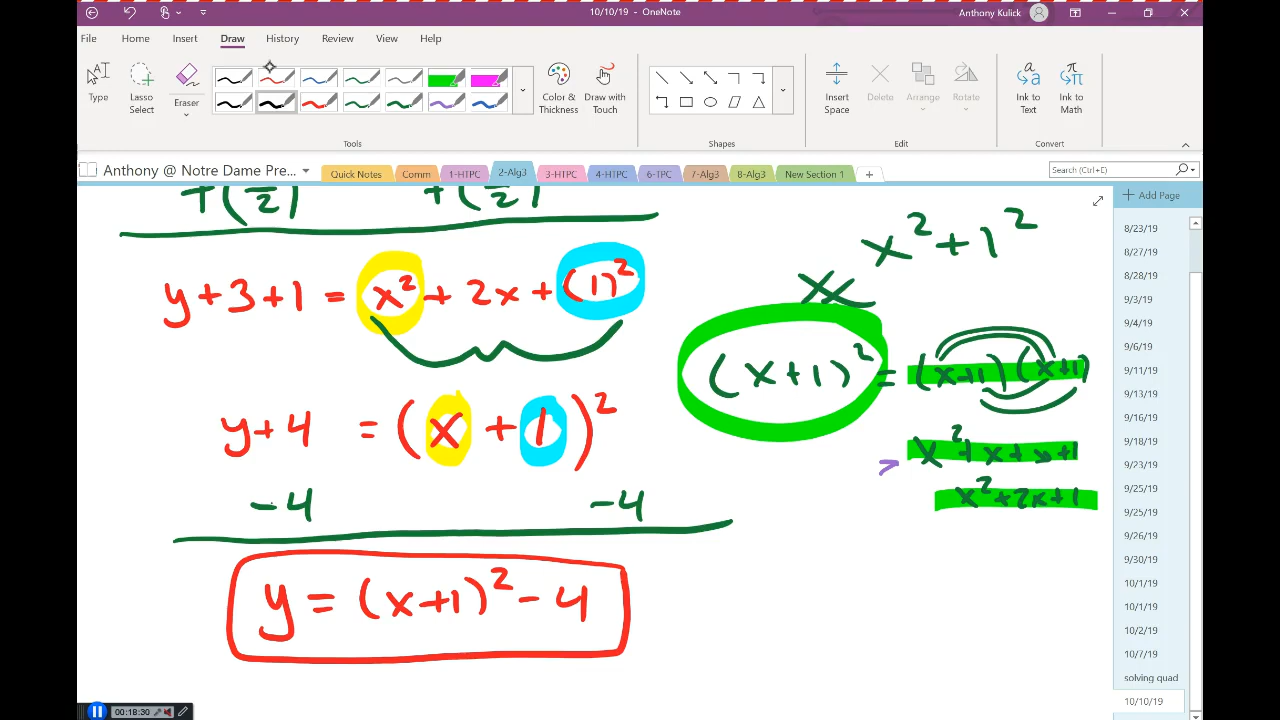 10/10/19 - OneNote
Anthony Kulick
File Home Insert Draw History Review View Help
Type
Lasso Select
Eraser
Color & Thickness
Draw with Touch
Insert Space
Delete
Arrange
Rotate
Ink to Text
Ink to Math
Tools
Shapes
Edit
Convert
Anthony @ Notre Dame Pre...
Quick Notes Comm 1-HTPC 2-Alg3 3-HTPC 4-HTPC 6-TPC 7-Alg3 8-Alg3 New Section 1 +
Search (Ctrl+E)
+ Add Page
8/23/19
8/27/19
8/28/19
9/3/19
9/4/19
9/6/19
9/11/19
9/13/19
9/16/19
9/18/19
9/23/19
9/25/19
9/25/19
9/26/19
9/30/19
10/1/19
10/1/19
10/2/19
10/7/19
solving quad
10/10/19
+( /2) +( /2)
y+3+1 = x² + 2x + (1)²
y+4 = (x + 1)²
-4 -4
y = (x+1)² - 4
x² + 1²
(x+1)² = (x+1)(x+1)
x² + x + x + 1
x² + 2x + 1
00:18:30